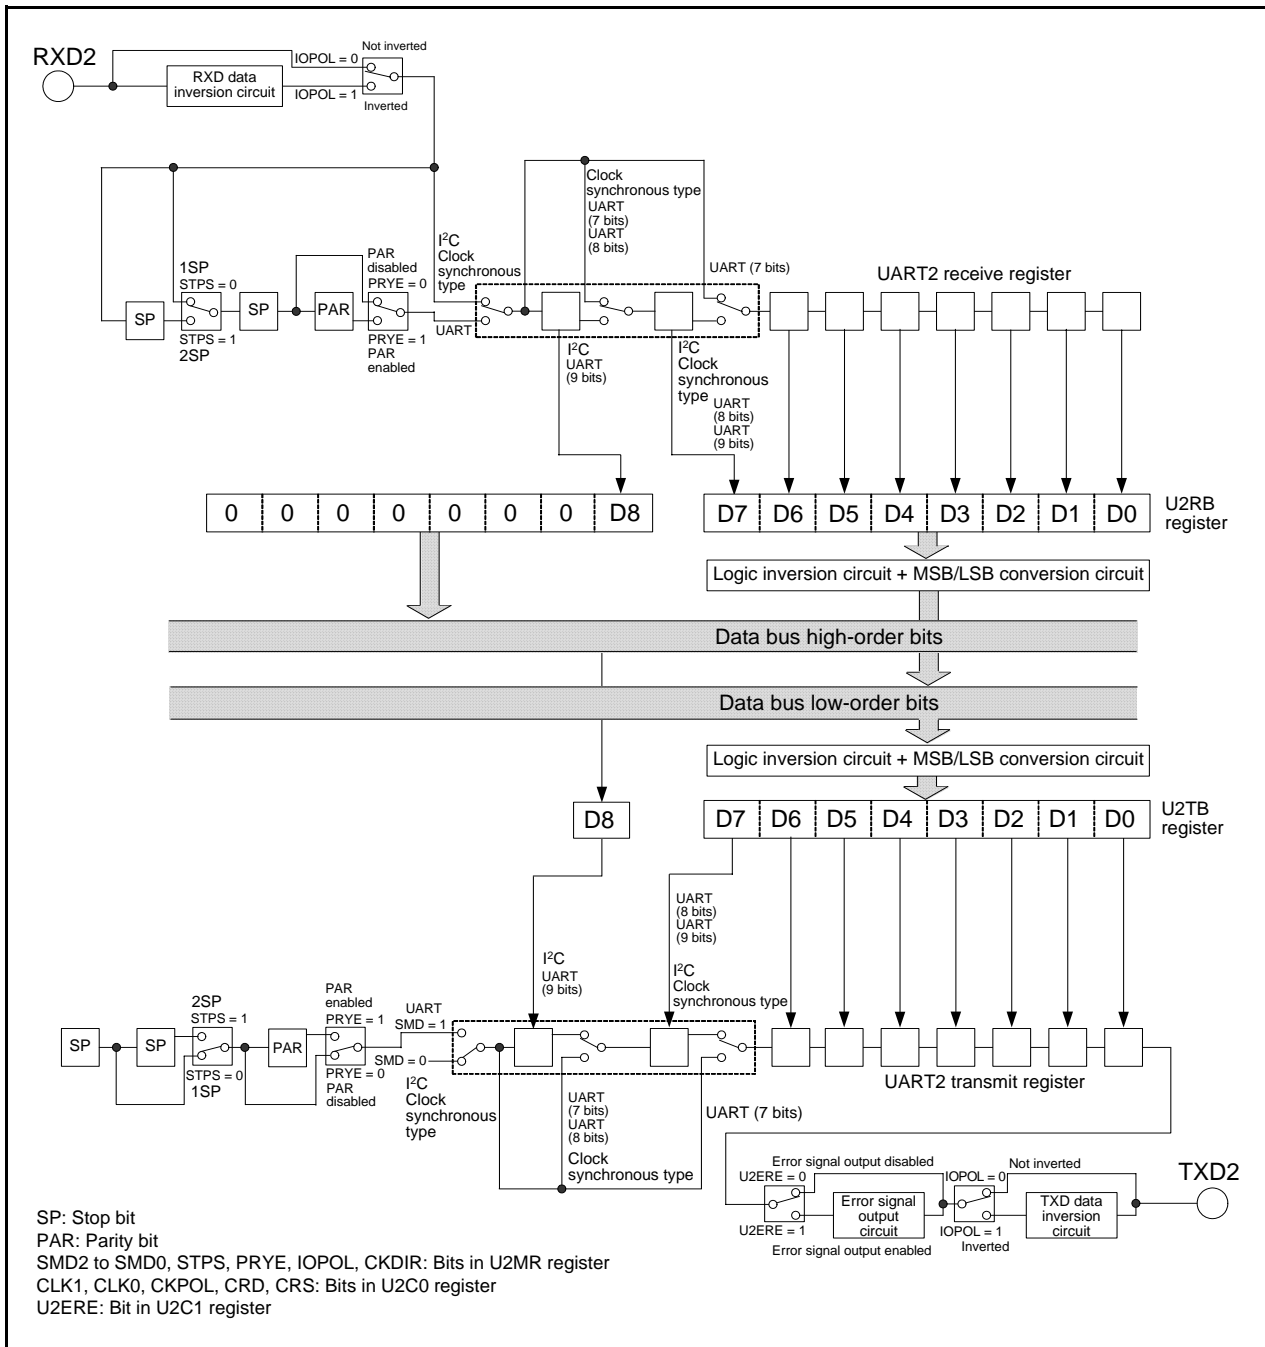 RXD2
Not inverted
IOPOL = 0
RXD data
inversion circuit
IOPOL = 1
Inverted
Clock
synchronous type
UART
(7 bits)
UART
(8 bits)
I²C
Clock
synchronous
type
PAR
disabled
PRYE = 0
1SP
STPS = 0
UART (7 bits)
UART2 receive register
SP
SP
PAR
UART
STPS = 1
2SP
PRYE = 1
PAR
enabled
I²C
UART
(9 bits)
I²C
Clock
synchronous
type
UART
(8 bits)
UART
(9 bits)
0 0 0 0 0 0 0 D8
D7 D6 D5 D4 D3 D2 D1 D0
U2RB
register
Logic inversion circuit + MSB/LSB conversion circuit
Data bus high-order bits
Data bus low-order bits
Logic inversion circuit + MSB/LSB conversion circuit
D8
D7 D6 D5 D4 D3 D2 D1 D0
U2TB
register
UART
(8 bits)
UART
(9 bits)
I²C
UART
(9 bits)
I²C
Clock
synchronous type
2SP
STPS = 1
PAR
enabled
PRYE = 1
UART
SMD = 1
SP
SP
PAR
SMD = 0
STPS = 0
1SP
PRYE = 0
PAR
disabled
I²C
Clock
synchronous
type
UART
(7 bits)
UART
(8 bits)
Clock
synchronous type
UART (7 bits)
UART2 transmit register
Error signal output disabled
U2ERE = 0
Error signal
output
circuit
U2ERE = 1
Error signal output enabled
IOPOL = 0
Not inverted
TXD data
inversion
circuit
IOPOL = 1
Inverted
TXD2
SP: Stop bit
PAR: Parity bit
SMD2 to SMD0, STPS, PRYE, IOPOL, CKDIR: Bits in U2MR register
CLK1, CLK0, CKPOL, CRD, CRS: Bits in U2C0 register
U2ERE: Bit in U2C1 register